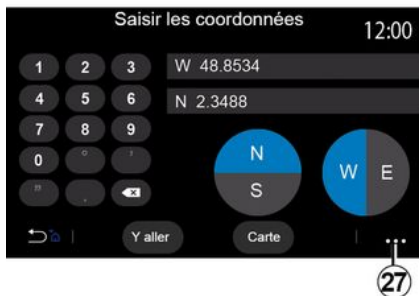 Saisir les coordonnées
12:00
1 2 3
W 48.8534
4 5 6
N 2.3488
7 8 9
0 ° '
" .
N
S
W E
Y aller
Carte
...
27